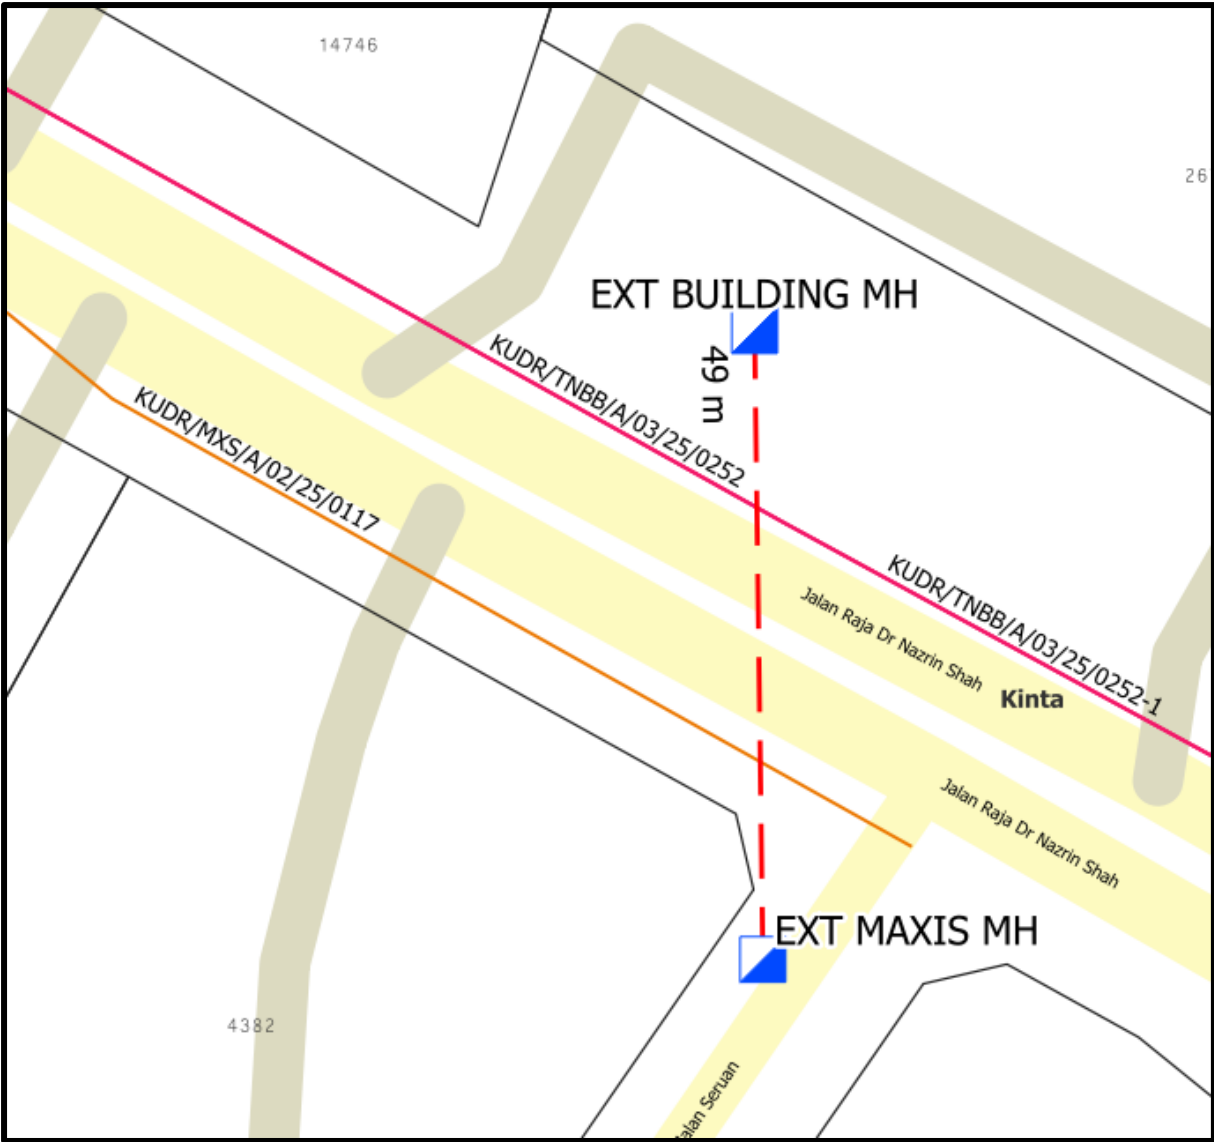 14746
26
EXT BUILDING MH
49 m
KUDR/TNBB/A/03/25/0252
KUDR/MXS/A/02/25/0117
KUDR/TNBB/A/03/25/0252-1
Jalan Raja Dr Nazrin Shah
Kinta
Jalan Raja Dr Nazrin Shah
EXT MAXIS MH
4382
alan Seruan